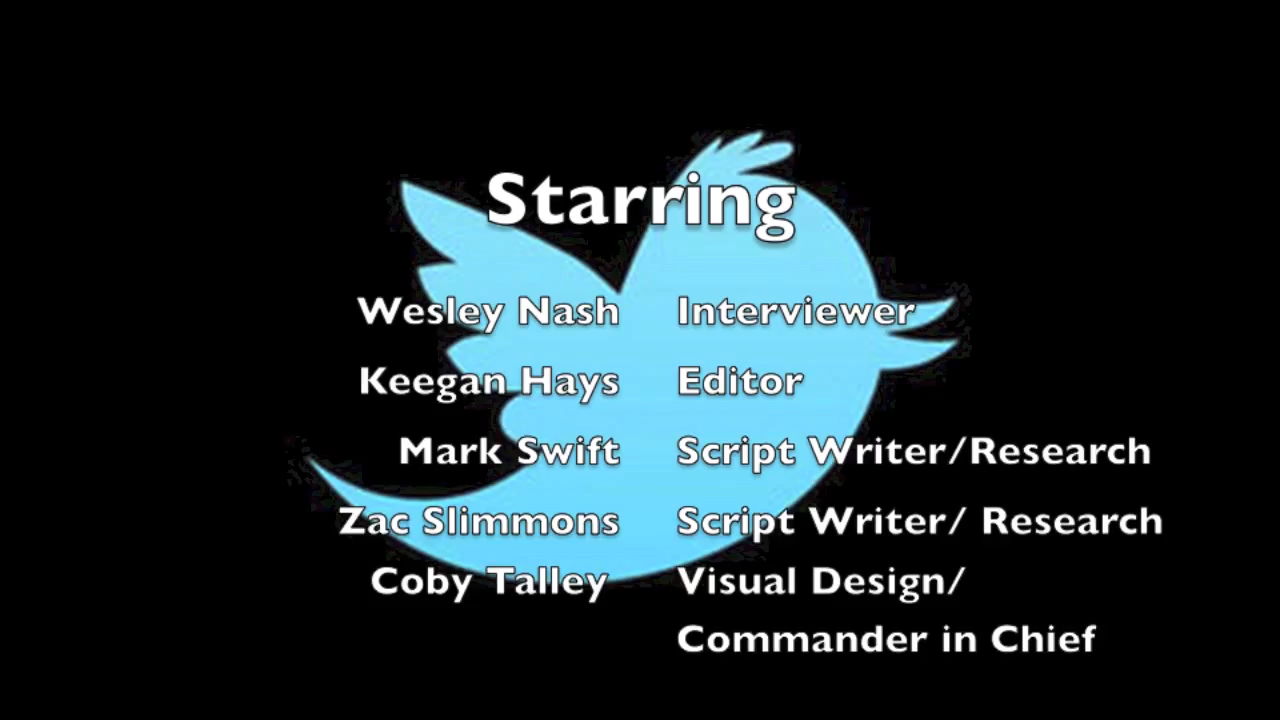 Starring
Wesley Nash Interviewer
Keegan Hays Editor
Mark Swift Script Writer/Research
Zac Slimmons Script Writer/ Research
Coby Talley Visual Design/
Commander in Chief